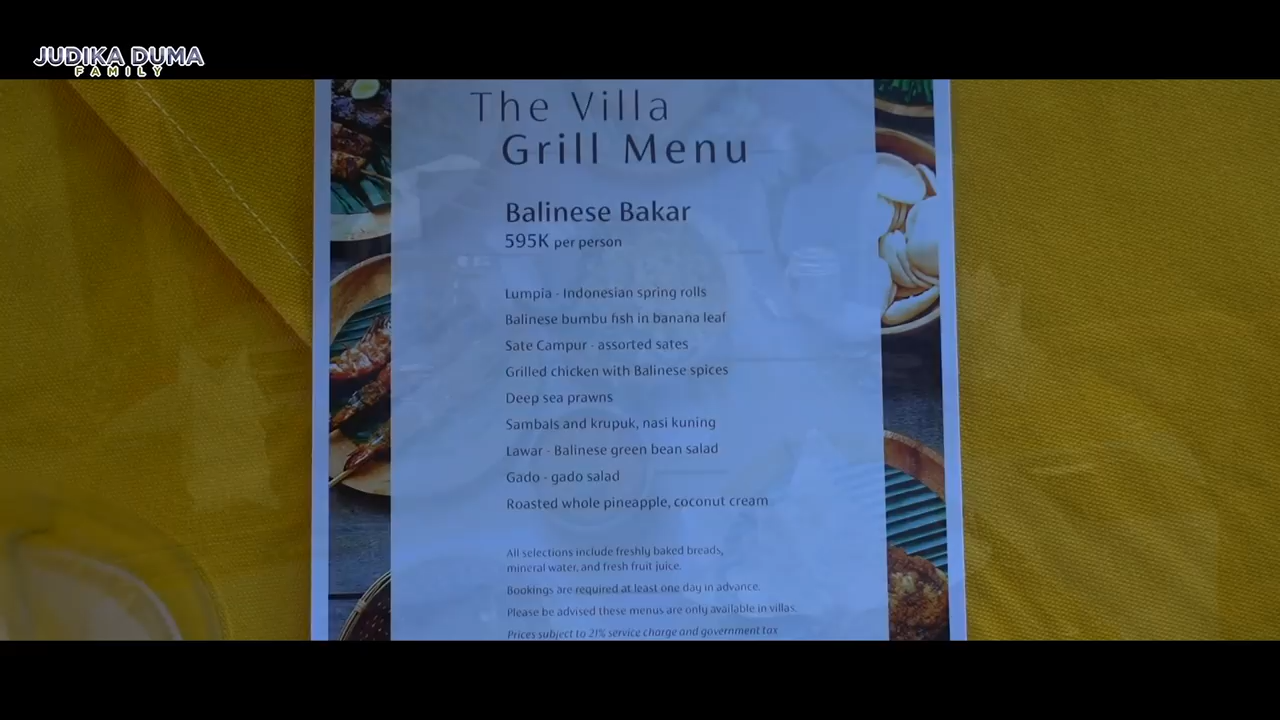 JUDIKA DUMA
FAMILY
The Villa
Grill Menu
Balinese Bakar
595K per person
Lumpia - Indonesian spring rolls
Balinese bumbu fish in banana leaf
Sate Campur - assorted sates
Grilled chicken with Balinese spices
Deep sea prawns
Sambals and krupuk, nasi kuning
Lawar - Balinese green bean salad
Gado - gado salad
Roasted whole pineapple, coconut cream
All selections include freshly baked breads,
mineral water, and fresh fruit juice.
Bookings are required at least one day in advance.
Please be advised these menus are only available in villas.
Prices subject to 21% service charge and government tax